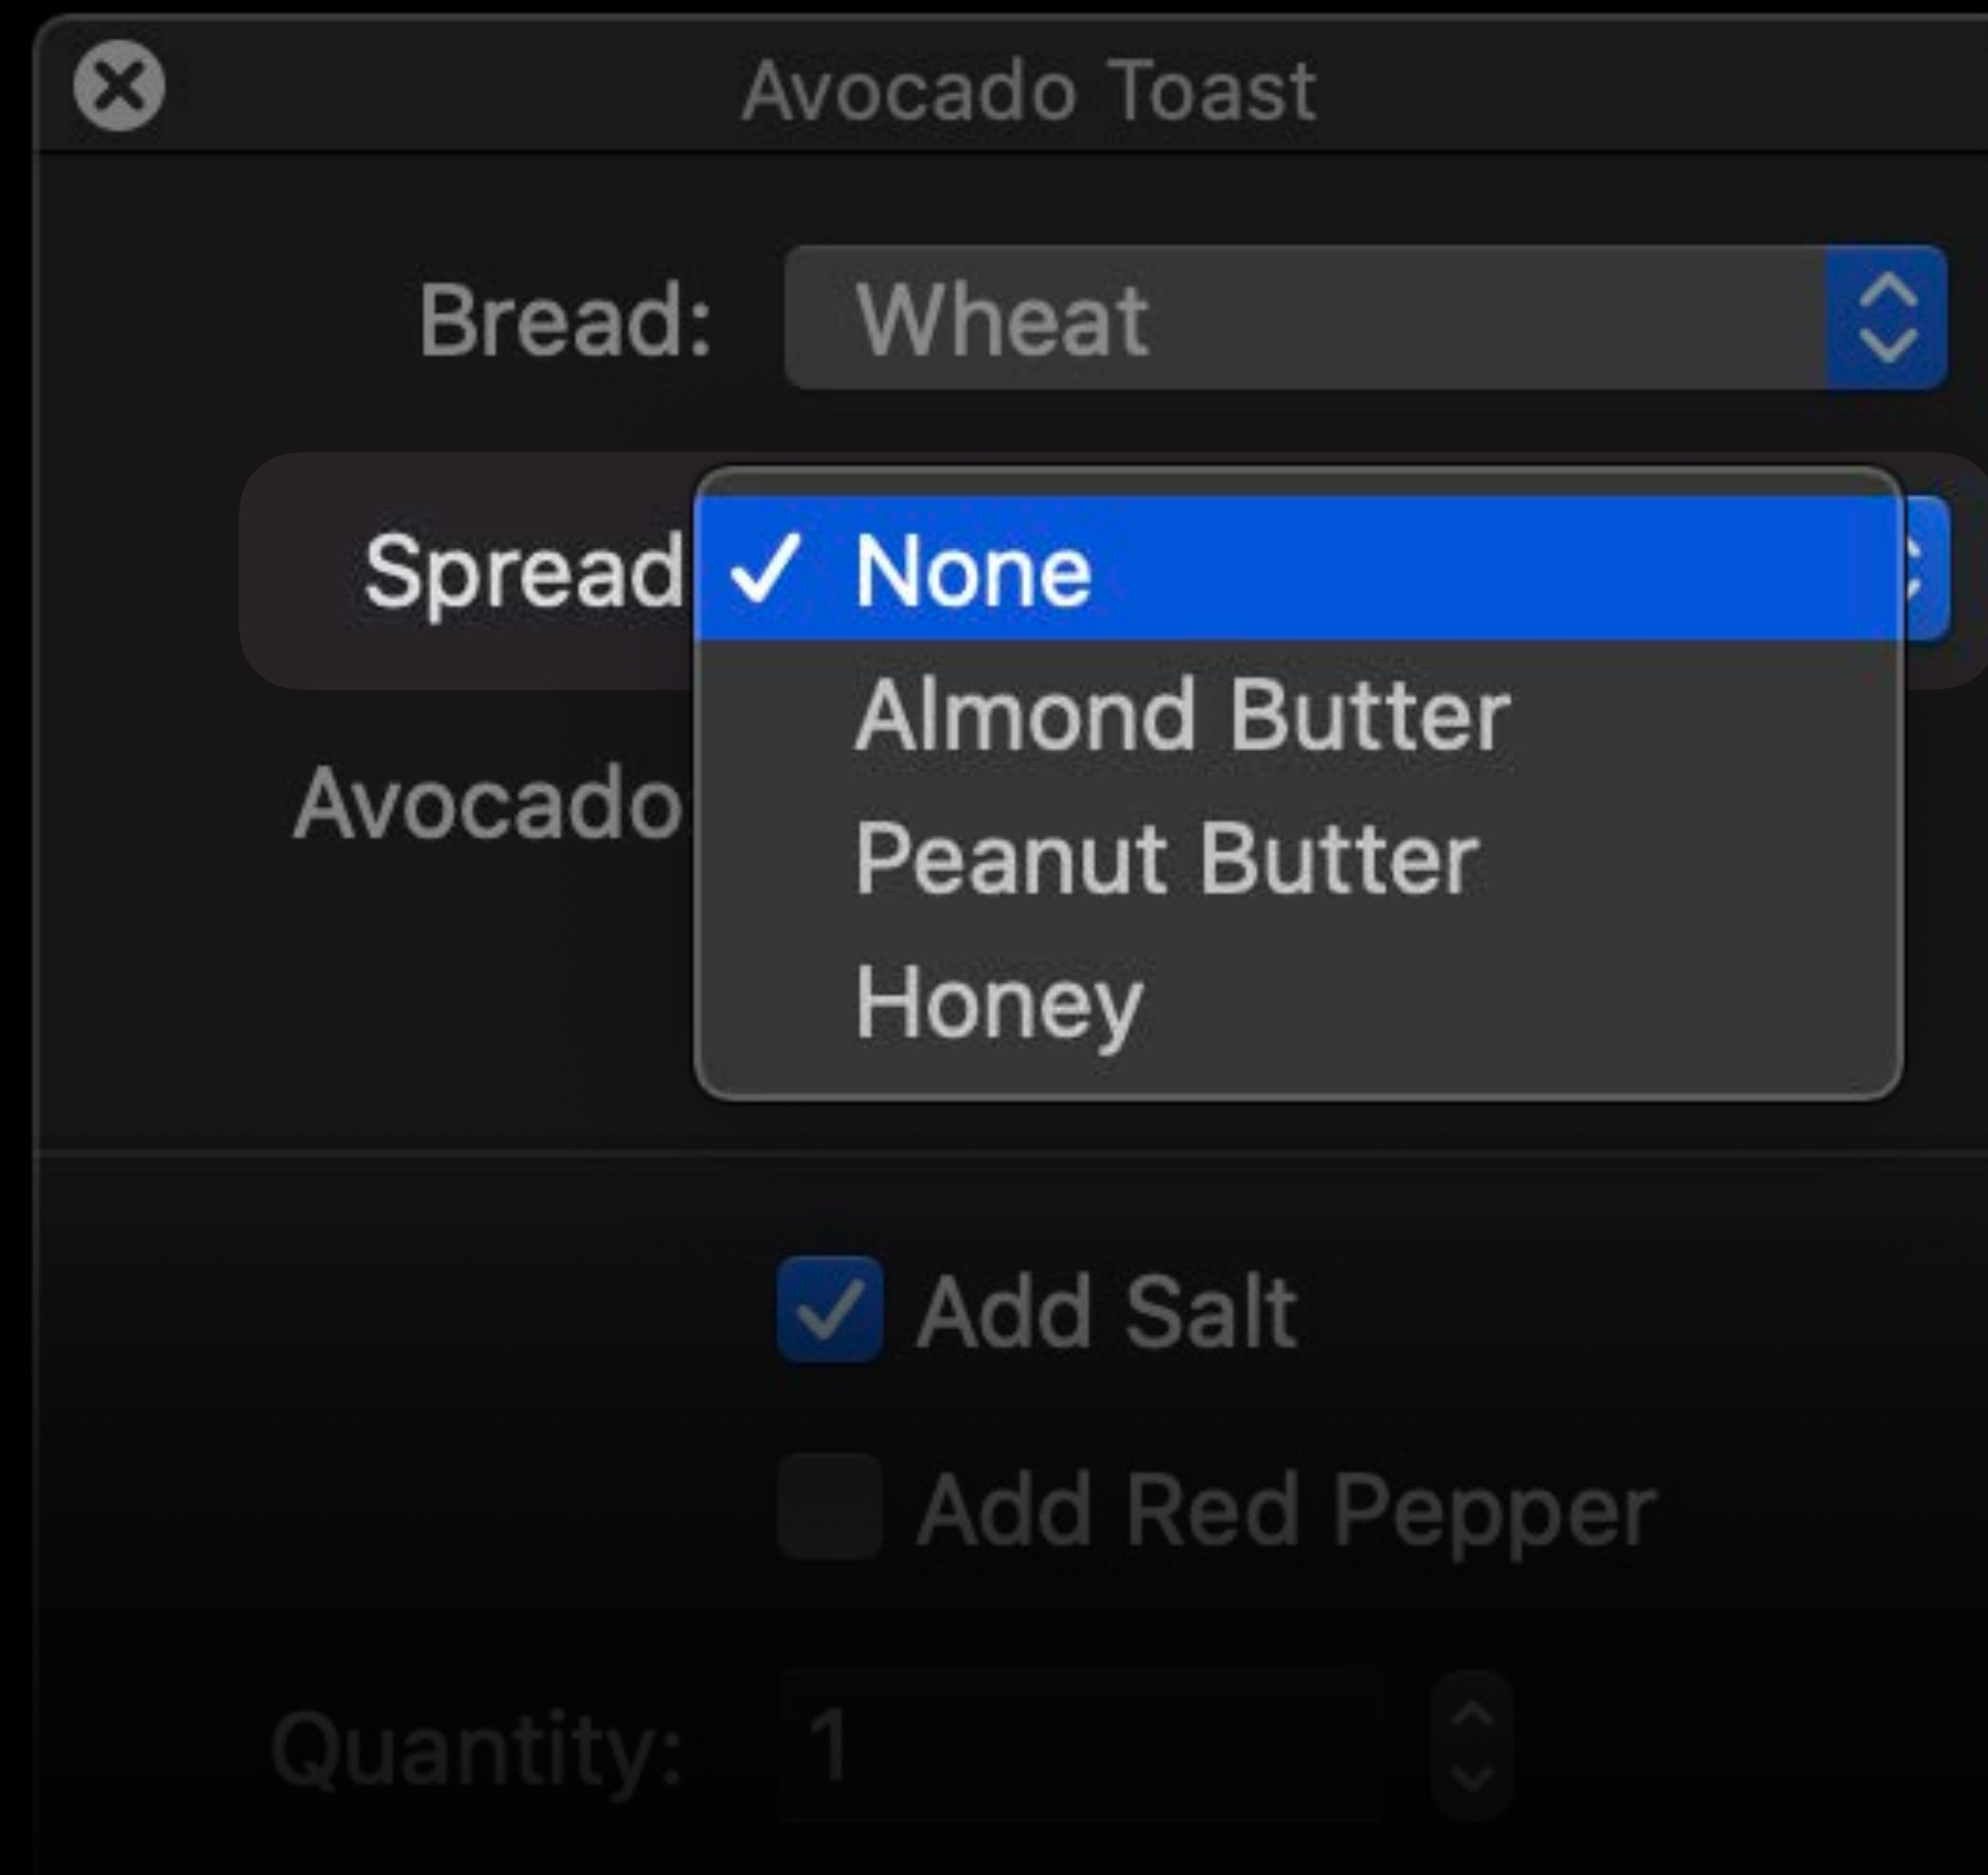 Avocado Toast
Bread: Wheat
Spread
None
Almond Butter
Avocado
Peanut Butter
Honey
Add Salt
Add Red Pepper
Quantity: 1